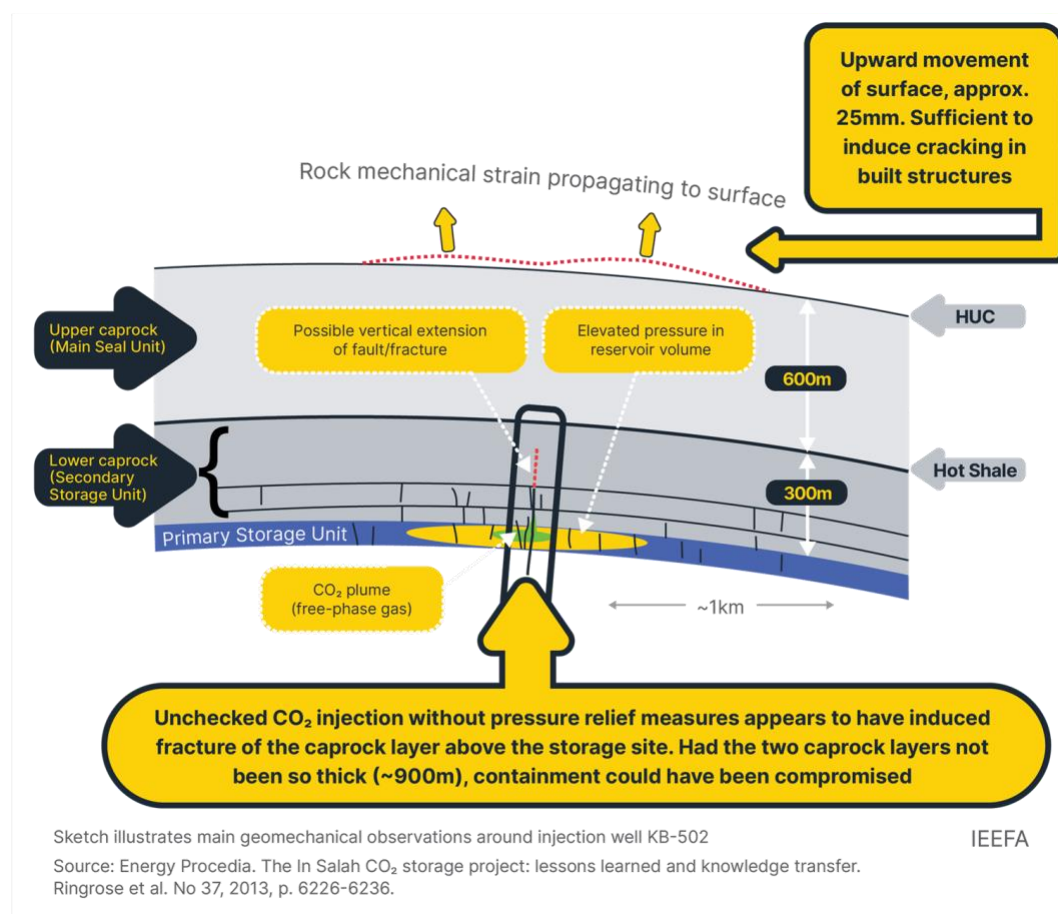 Upward movement
of surface, approx.
25mm. Sufficient to
induce cracking in
built structures
Rock mechanical strain propagating to surface
Upper caprock
(Main Seal Unit)
Possible vertical extension
of fault/fracture
Elevated pressure in
reservoir volume
HUC
600m
Lower caprock
(Secondary
Storage Unit)
Hot Shale
300m
Primary Storage Unit
CO₂ plume
(free-phase gas)
~1km
Unchecked CO₂ injection without pressure relief measures appears to have induced
fracture of the caprock layer above the storage site. Had the two caprock layers not
been so thick (~900m), containment could have been compromised
Sketch illustrates main geomechanical observations around injection well KB-502
IEEFA
Source: Energy Procedia. The In Salah CO₂ storage project: lessons learned and knowledge transfer.
Ringrose et al. No 37, 2013, p. 6226-6236.